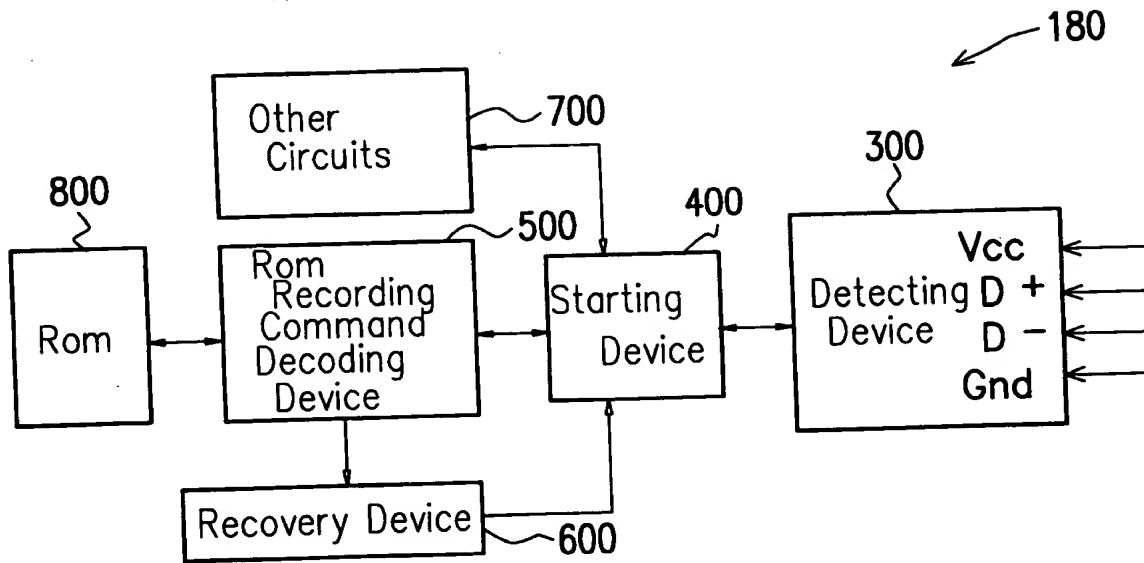 180
Other
Circuits
700
800
Rom
500
Rom
Recording
Command
Decoding
Device
400
Starting
Device
300
Detecting
Device
Vcc
D +
D −
Gnd
Recovery Device
600